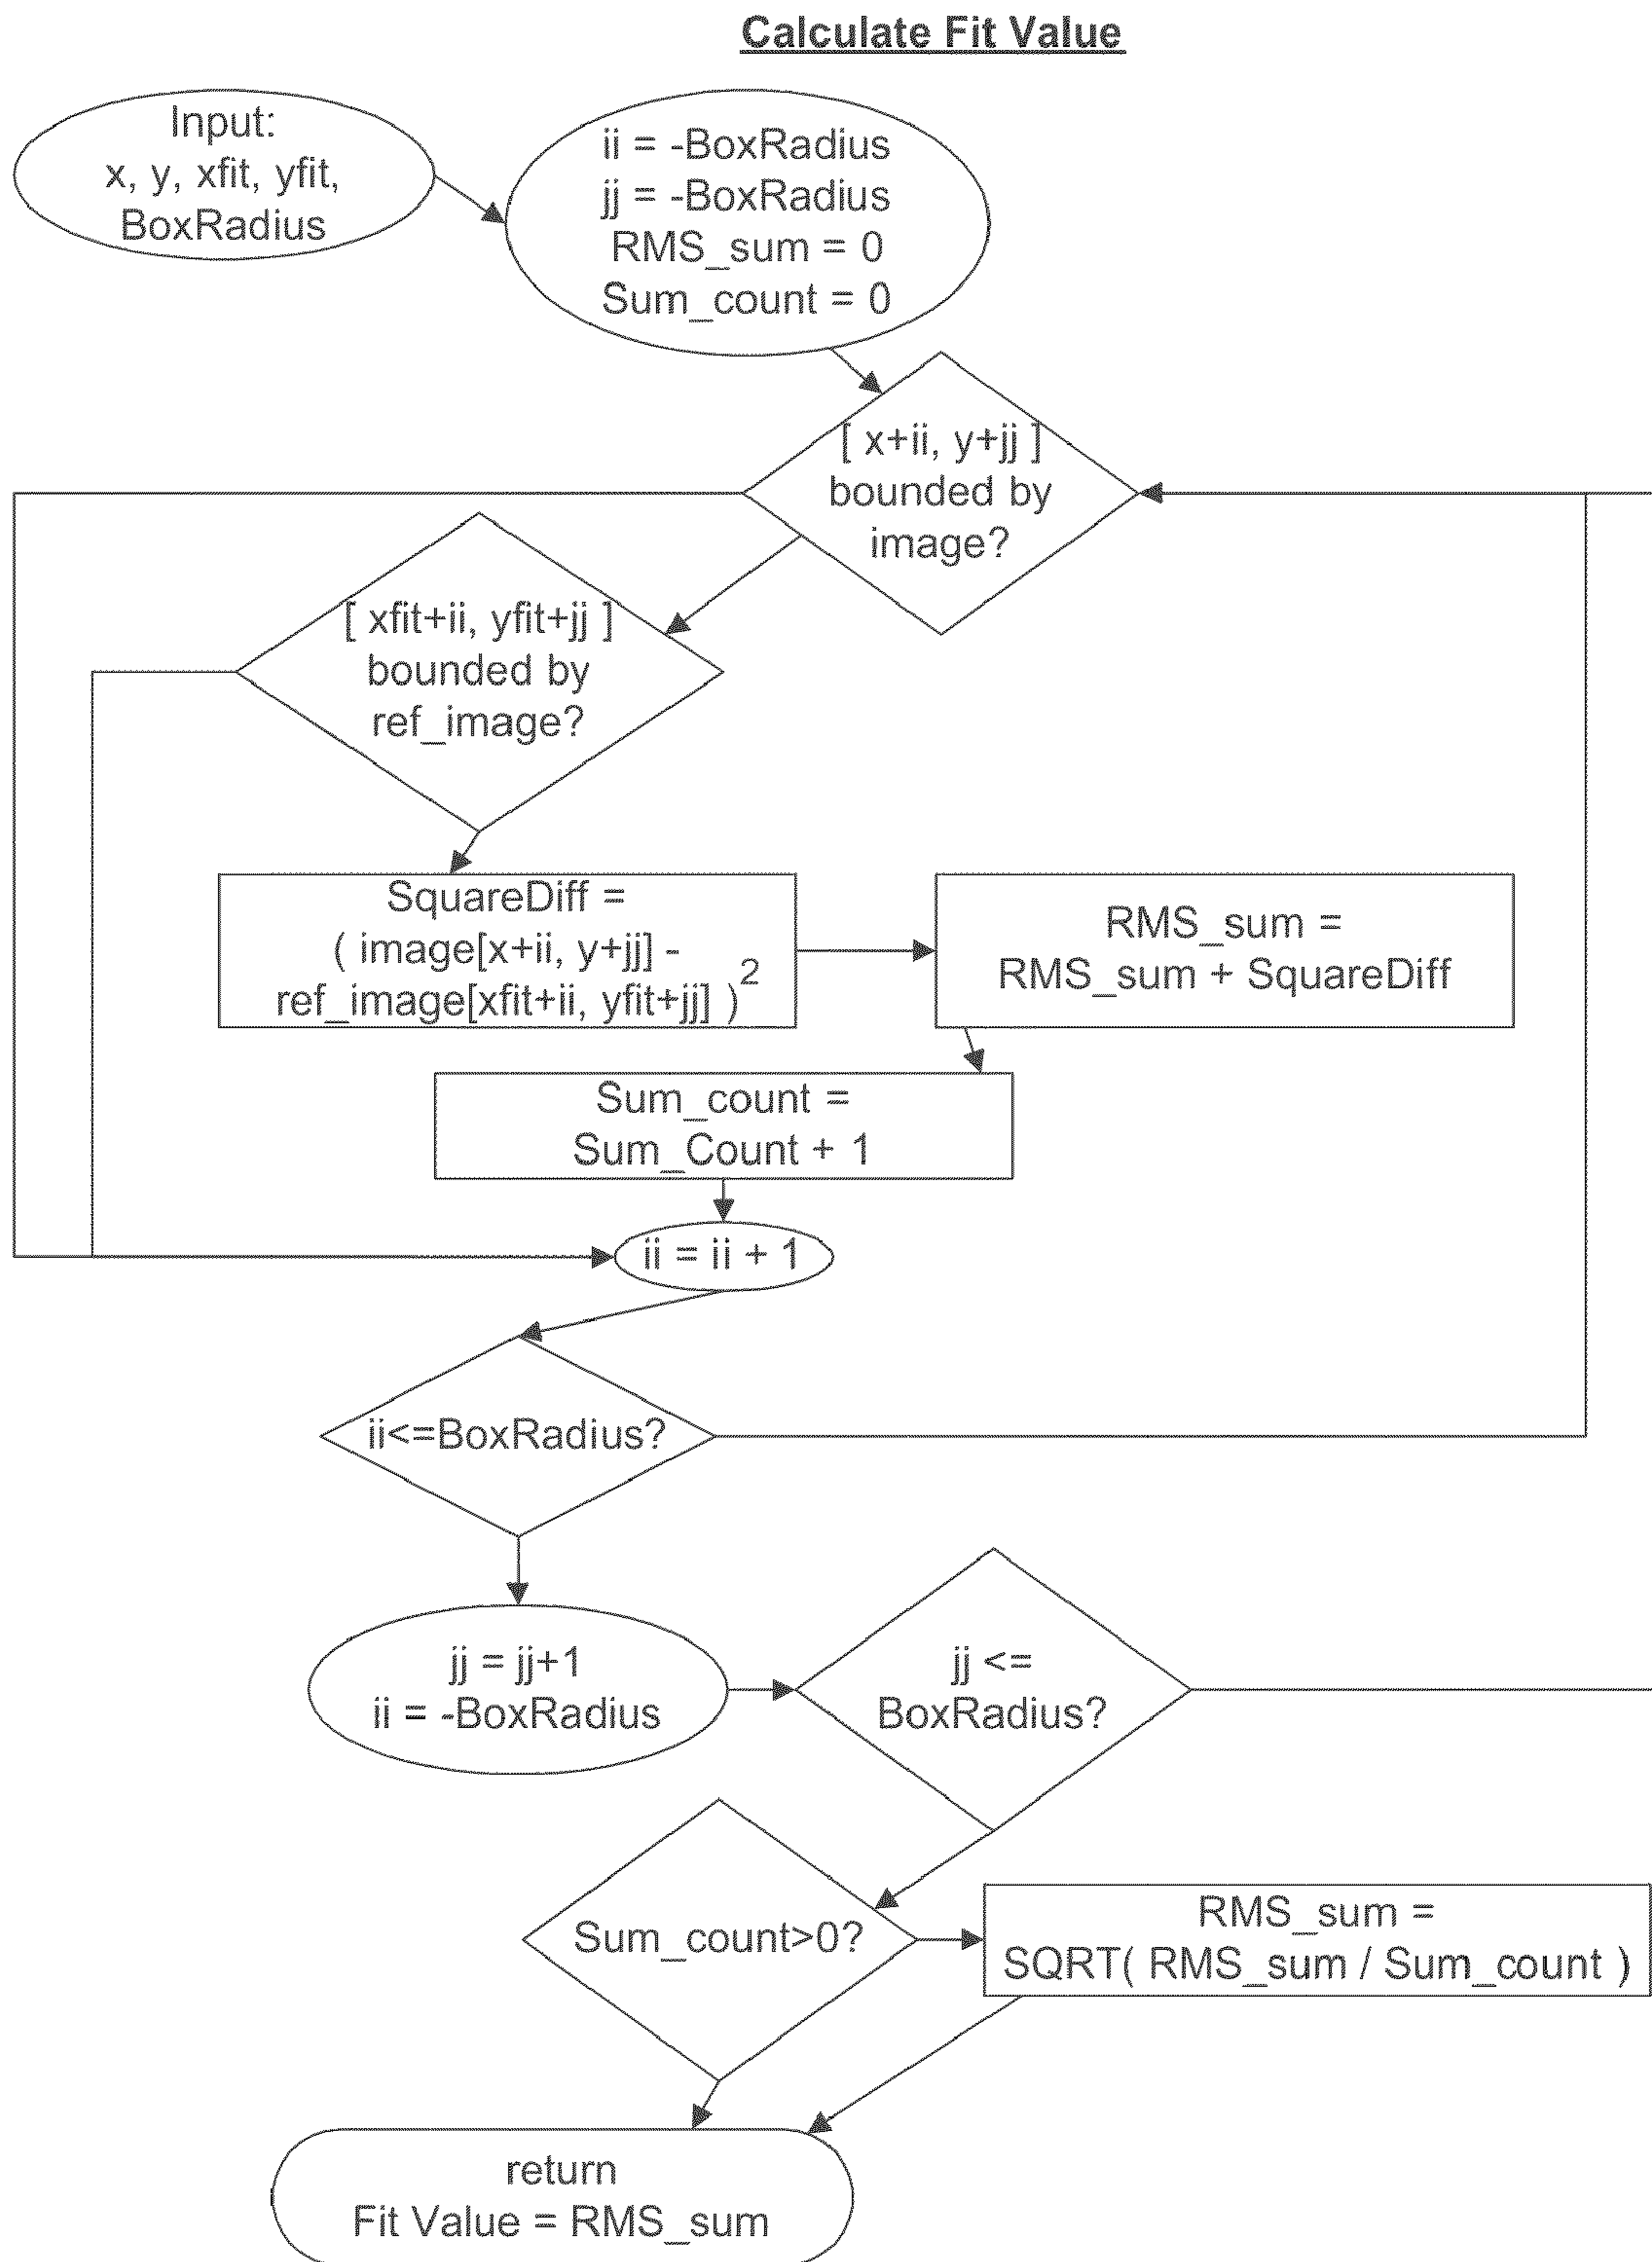 Calculate Fit Value
Input:
x, y, xfit, yfit,
BoxRadius
ii = -BoxRadius
jj = -BoxRadius
RMS_sum = 0
Sum_count = 0
[ x+ii, y+jj ]
bounded by
image?
[ xfit+ii, yfit+jj ]
bounded by
ref_image?
SquareDiff =
( image[x+ii, y+jj] -
ref_image[xfit+ii, yfit+jj] )2
RMS_sum =
RMS_sum + SquareDiff
Sum_count =
Sum_Count + 1
ii = ii + 1
ii<=BoxRadius?
jj = jj+1
ii = -BoxRadius
jj <=
BoxRadius?
Sum_count>0?
RMS_sum =
SQRT( RMS_sum / Sum_count )
return
Fit Value = RMS_sum